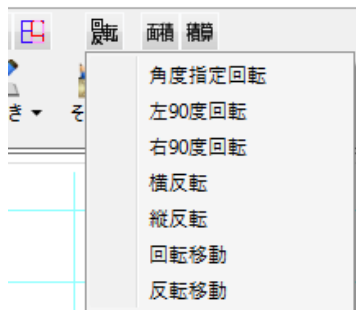 回反転 面積 積算
き そ
角度指定回転
左90度回転
右90度回転
横反転
縦反転
回転移動
反転移動